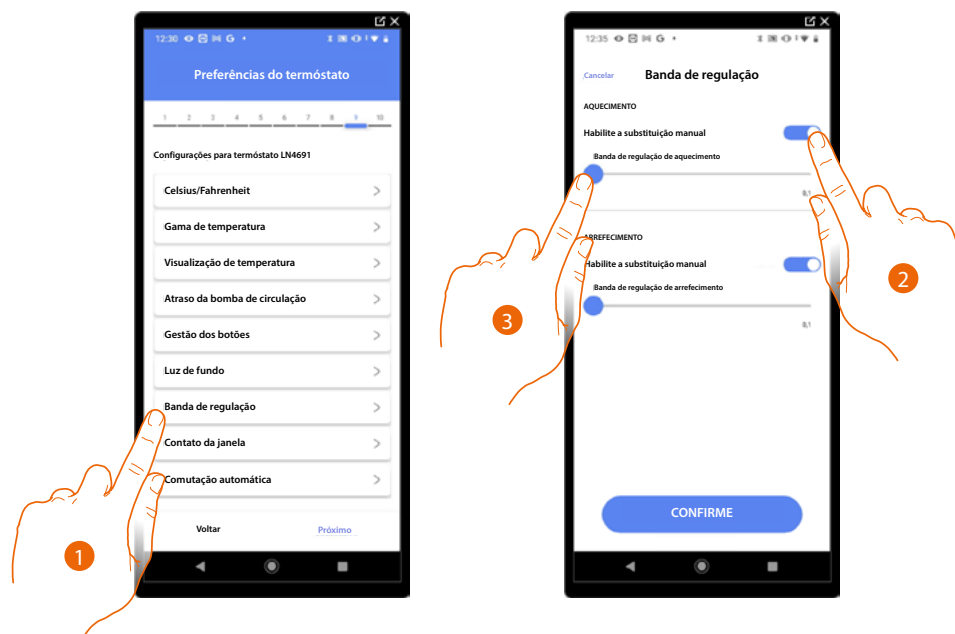 12:30 G
Preferências do termóstato
1 2 3 4 5 6 7 8 9 10
Configurações para termóstato LN4691
Celsius/Fahrenheit
Gama de temperatura
Visualização de temperatura
Atraso da bomba de circulação
Gestão dos botões
Luz de fundo
Banda de regulação
Contato da janela
Comutação automática
Voltar
Próximo
1
12:35 G
Cancelar
Banda de regulação
AQUECIMENTO
Habilite a substituição manual
Banda de regulação de aquecimento
0,1
ARREFECIMENTO
Habilite a substituição manual
Banda de regulação de arrefecimento
0,1
CONFIRME
2
3